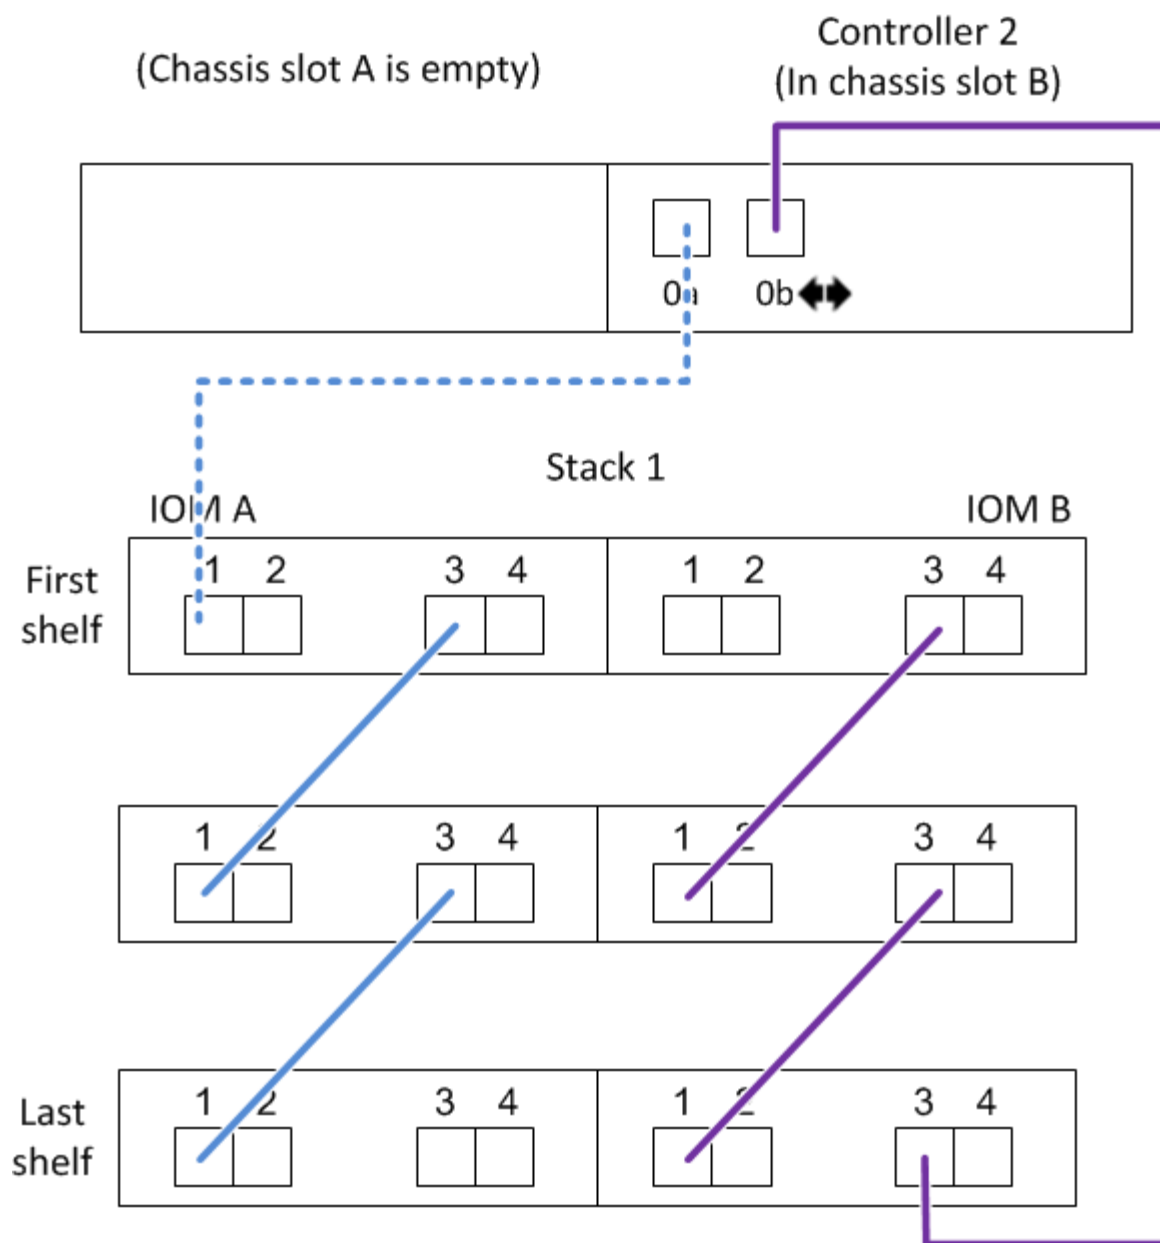 (Chassis slot A is empty)
Controller 2
(In chassis slot B)
0a 0b
Stack 1
IOM A IOM B
First
shelf
1 2 3 4 1 2 3 4
1 2 3 4 1 2 3 4
Last
shelf
1 2 3 4 1 2 3 4